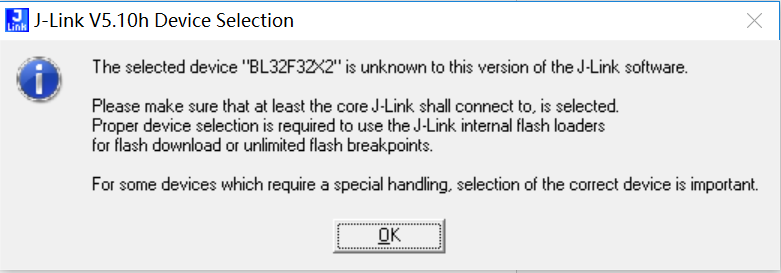 J-Link V5.10h Device Selection
The selected device "BL32F32X2" is unknown to this version of the J-Link software.
Please make sure that at least the core J-Link shall connect to, is selected.
Proper device selection is required to use the J-Link internal flash loaders
for flash download or unlimited flash breakpoints.
For some devices which require a special handling, selection of the correct device is important.
OK